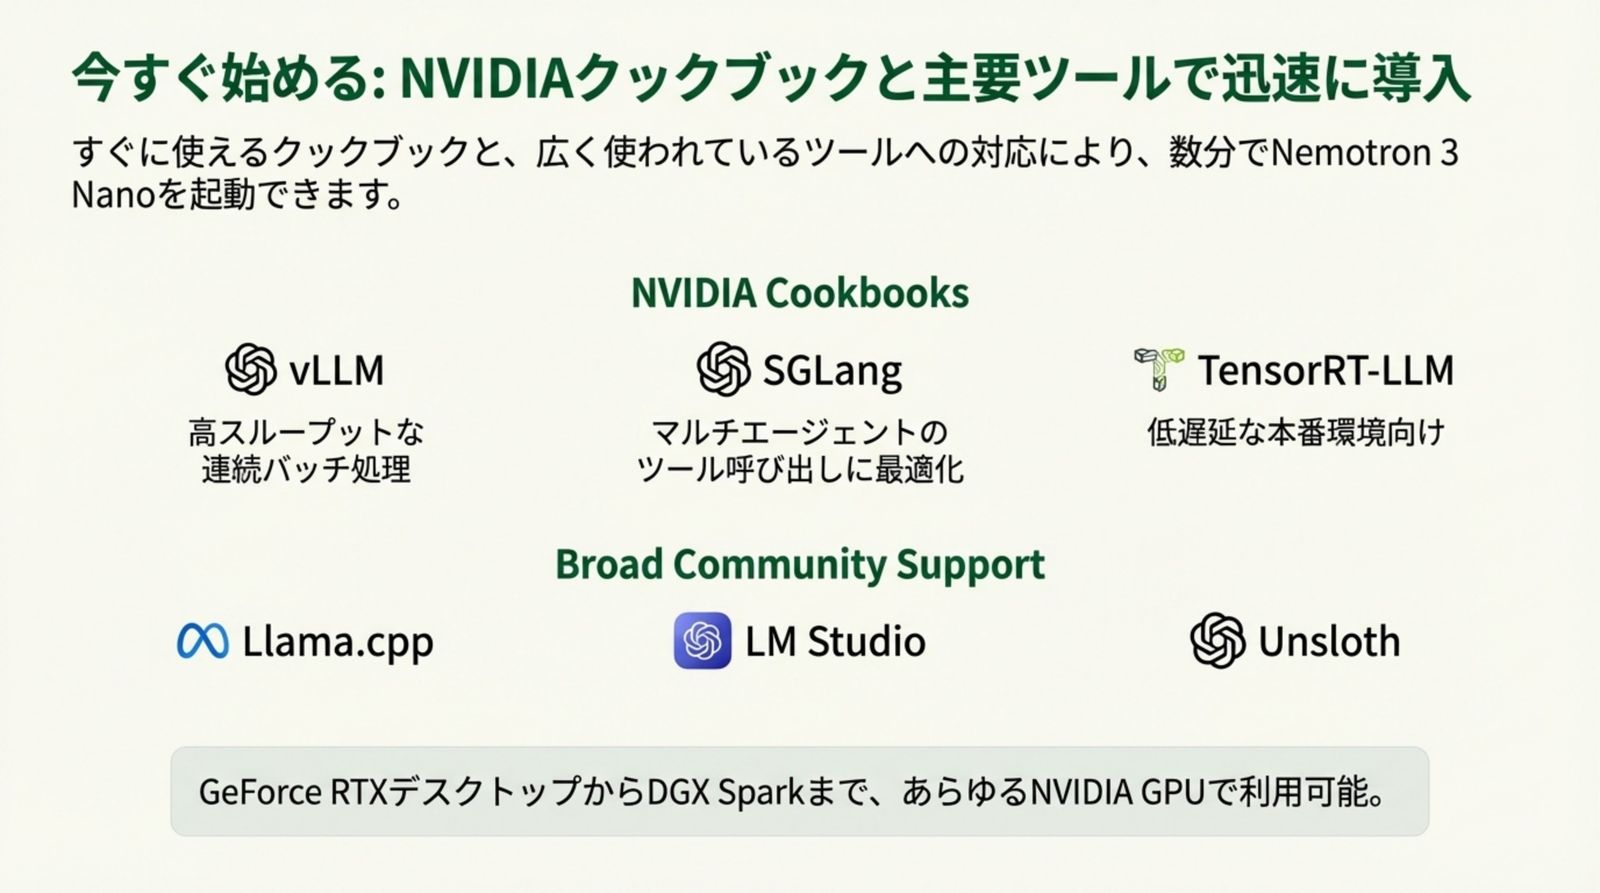 今すぐ始める: NVIDIAクックブックと主要ツールで迅速に導入
すぐに使えるクックブックと、広く使われているツールへの対応により、数分でNemotron 3
Nanoを起動できます。
NVIDIA Cookbooks
vLLM
高スループットな
連続バッチ処理
SGLang
マルチエージェントの
ツール呼び出しに最適化
TensorRT-LLM
低遅延な本番環境向け
Broad Community Support
Llama.cpp
LM Studio
Unsloth
GeForce RTXデスクトップからDGX Sparkまで、あらゆるNVIDIA GPUで利用可能。